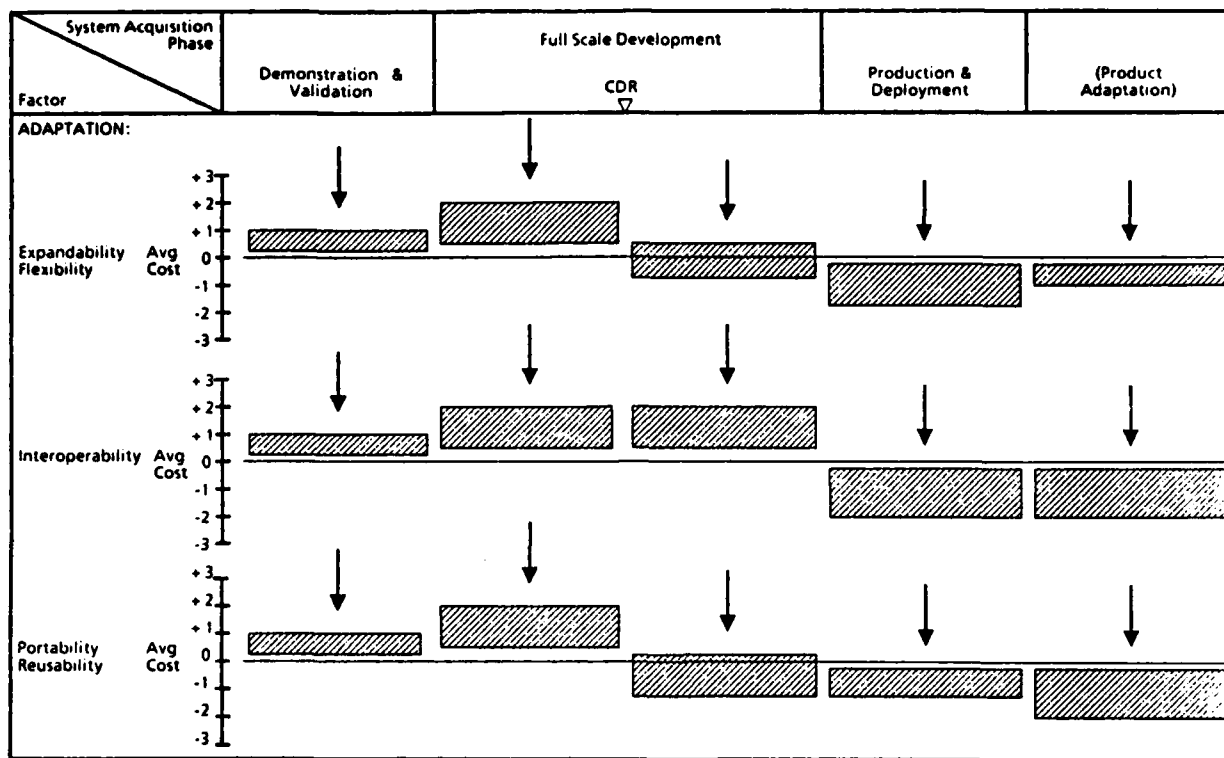 System Acquisition
Phase
Factor
Demonstration &
Validation
Full Scale Development
CDR
Production &
Deployment
(Product
Adaptation)
ADAPTATION:
+3
+2
+1
0
-1
-2
-3
Expandability Avg
Flexibility Cost
+3
+2
+1
0
-1
-2
-3
Interoperability Avg
Cost
+3
+2
+1
0
-1
-2
-3
Portability Avg
Reusability Cost